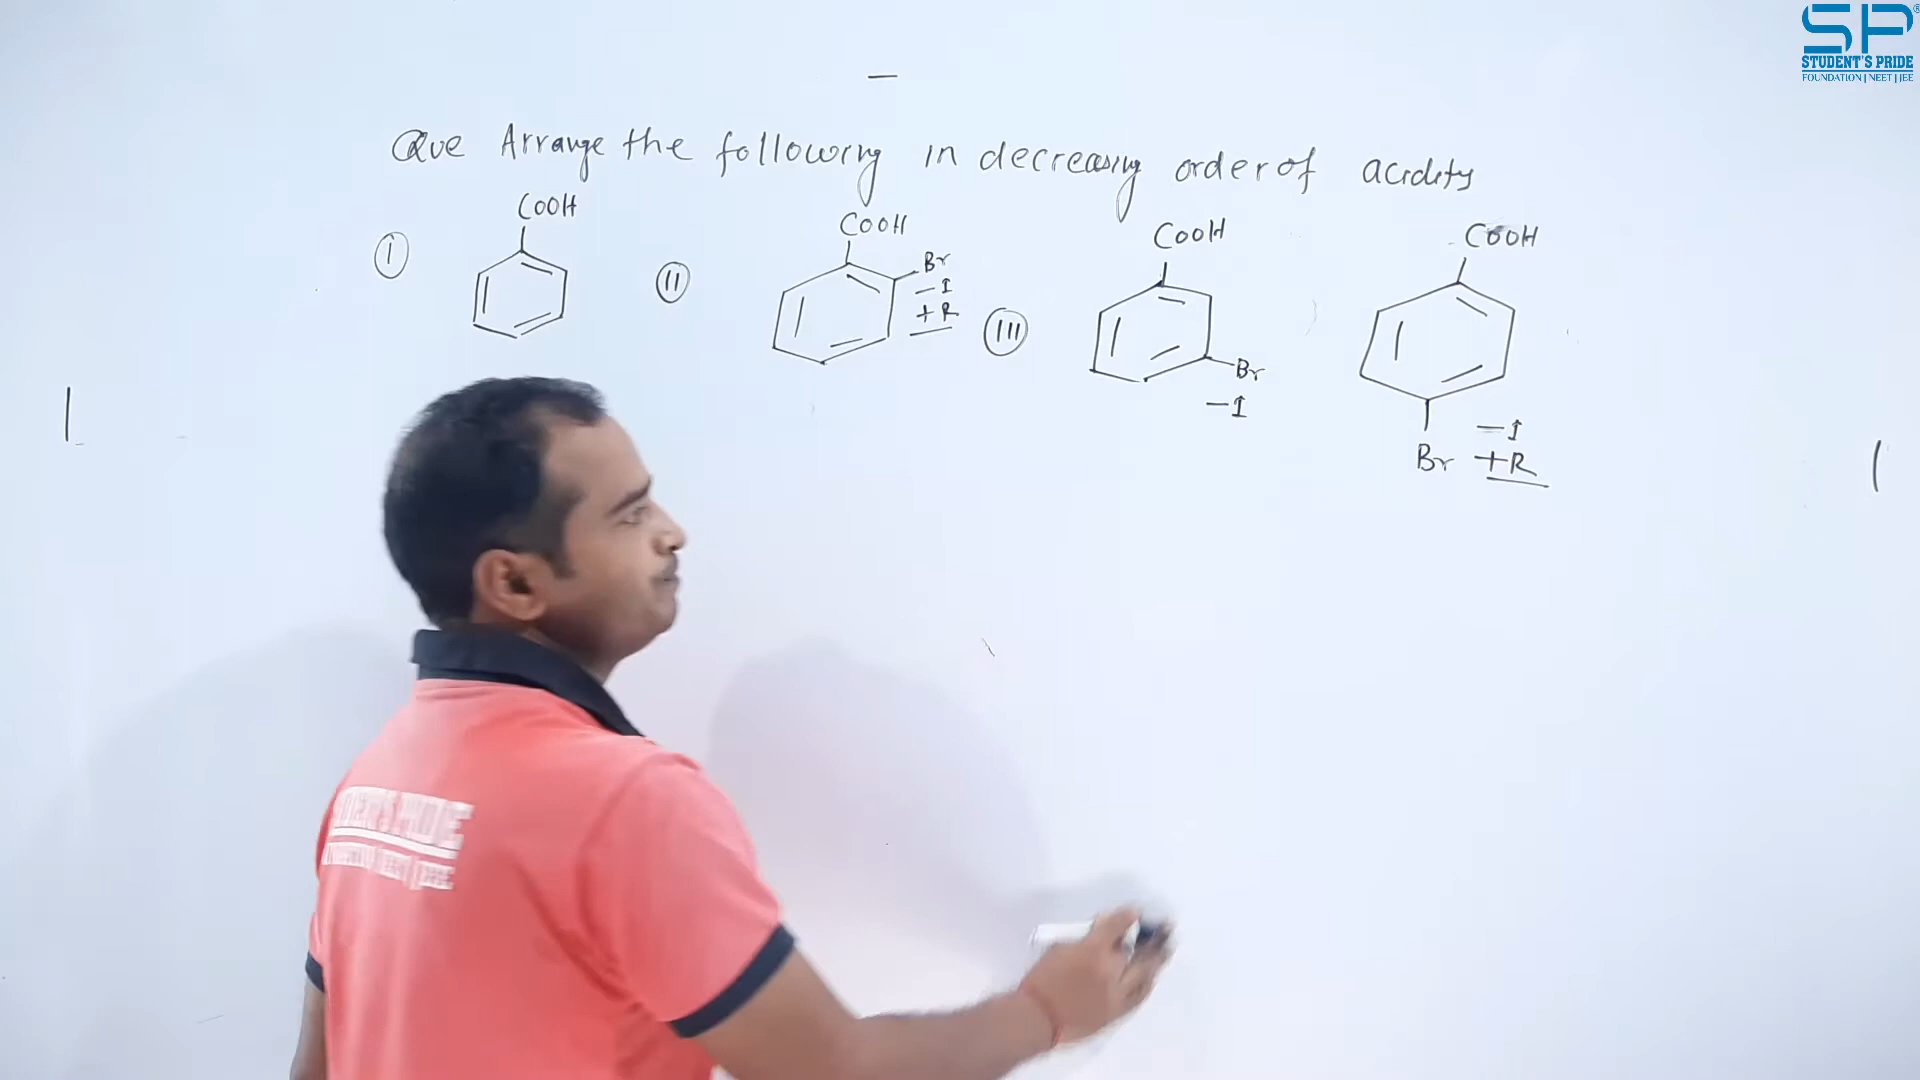 SP
STUDENT'S PRIDE
FOUNDATION | NEET | JEE
Que Arrange the following in decreasing order of acidity
I
COOH
II
COOH
Br
-I
+R
III
COOH
Br
-I
COOH
Br
-I
+R